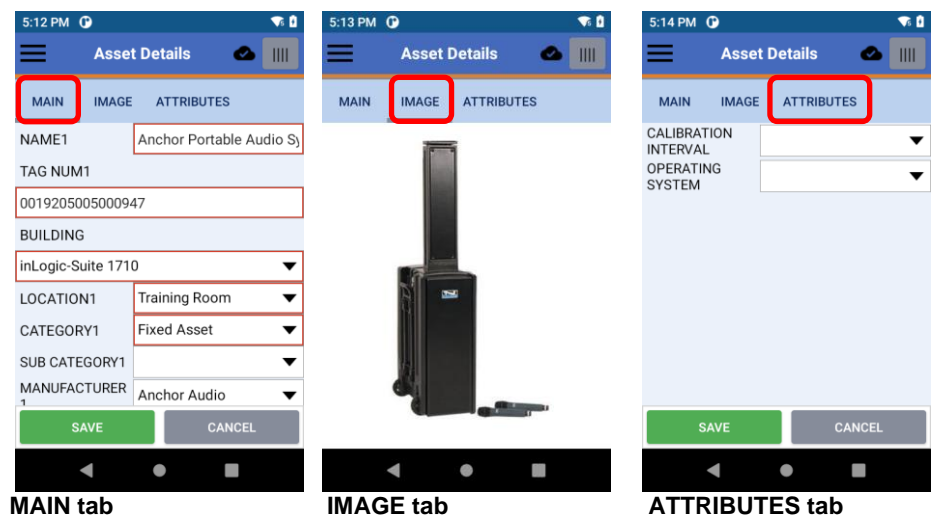 5:12 PM
Asset Details
MAIN IMAGE ATTRIBUTES
NAME1 Anchor Portable Audio Sy
TAG NUM1
0019205005000947
BUILDING
inLogic-Suite 1710
LOCATION1 Training Room
CATEGORY1 Fixed Asset
SUB CATEGORY1
MANUFACTURER
1 Anchor Audio
SAVE CANCEL
MAIN tab
5:13 PM
Asset Details
MAIN IMAGE ATTRIBUTES
IMAGE tab
5:14 PM
Asset Details
MAIN IMAGE ATTRIBUTES
CALIBRATION
INTERVAL
OPERATING
SYSTEM
SAVE CANCEL
ATTRIBUTES tab